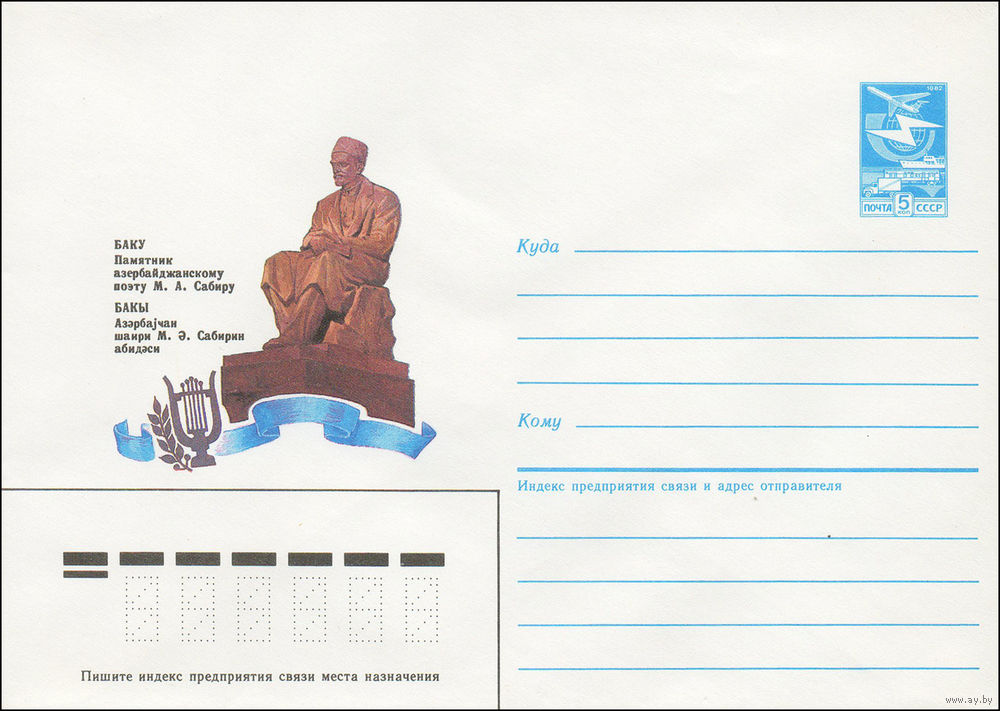 1982
ПОЧТА 5 КОП СССР
БАКУ
Памятник
азербайджанскому
поэту М. А. Сабиру
БАКЫ
Азәрбајҹан
шаири М. Ә. Сабирин
абидәси
Куда
Кому
Индекс предприятия связи и адрес отправителя
Пишите индекс предприятия связи места назначения
www.ay.by